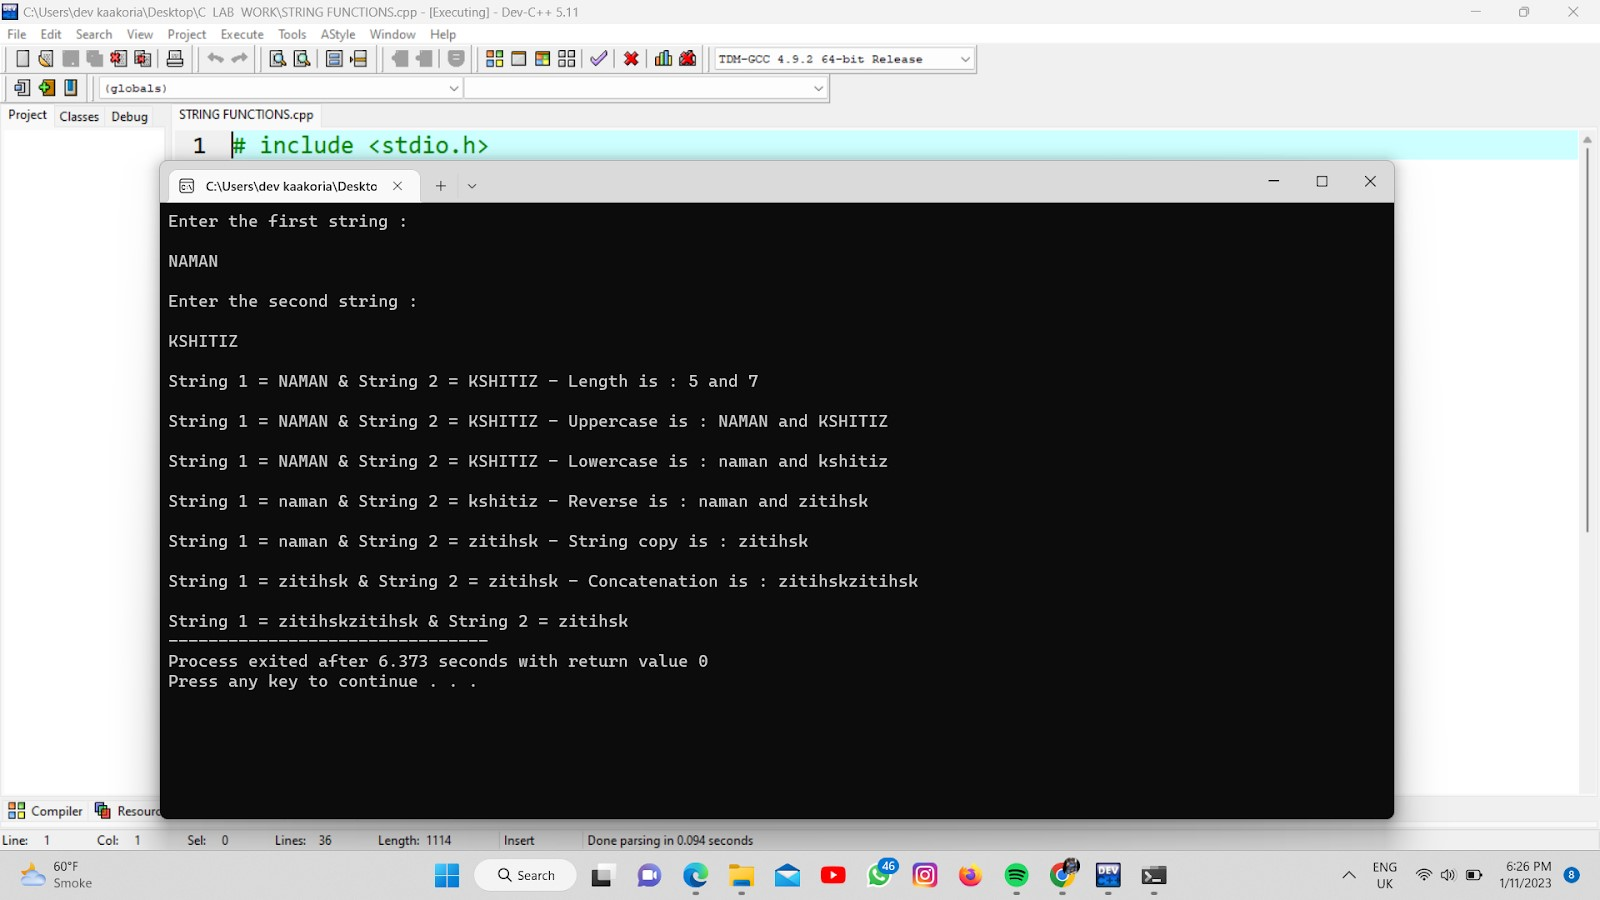 C:\Users\dev kaakoria\Desktop\C LAB WORK\STRING FUNCTIONS.cpp - [Executing] - Dev-C++ 5.11
File Edit Search View Project Execute Tools AStyle Window Help
TDM-GCC 4.9.2 64-bit Release
(globals)
Project Classes Debug STRING FUNCTIONS.cpp
1 # include <stdio.h>
C:\Users\dev kaakoria\Deskto
Enter the first string :
NAMAN
Enter the second string :
KSHITIZ
String 1 = NAMAN & String 2 = KSHITIZ - Length is : 5 and 7
String 1 = NAMAN & String 2 = KSHITIZ - Uppercase is : NAMAN and KSHITIZ
String 1 = NAMAN & String 2 = KSHITIZ - Lowercase is : naman and kshitiz
String 1 = naman & String 2 = kshitiz - Reverse is : naman and zitihsk
String 1 = naman & String 2 = zitihsk - String copy is : zitihsk
String 1 = zitihsk & String 2 = zitihsk - Concatenation is : zitihskzitihsk
String 1 = zitihskzitihsk & String 2 = zitihsk
--------------------------------
Process exited after 6.373 seconds with return value 0
Press any key to continue . . .
Compiler Resourc
Line: 1 Col: 1 Sel: 0 Lines: 36 Length: 1114 Insert Done parsing in 0.094 seconds
60°F
Smoke
Search
46
DEV
ENG
UK
6:26 PM
1/11/2023
8